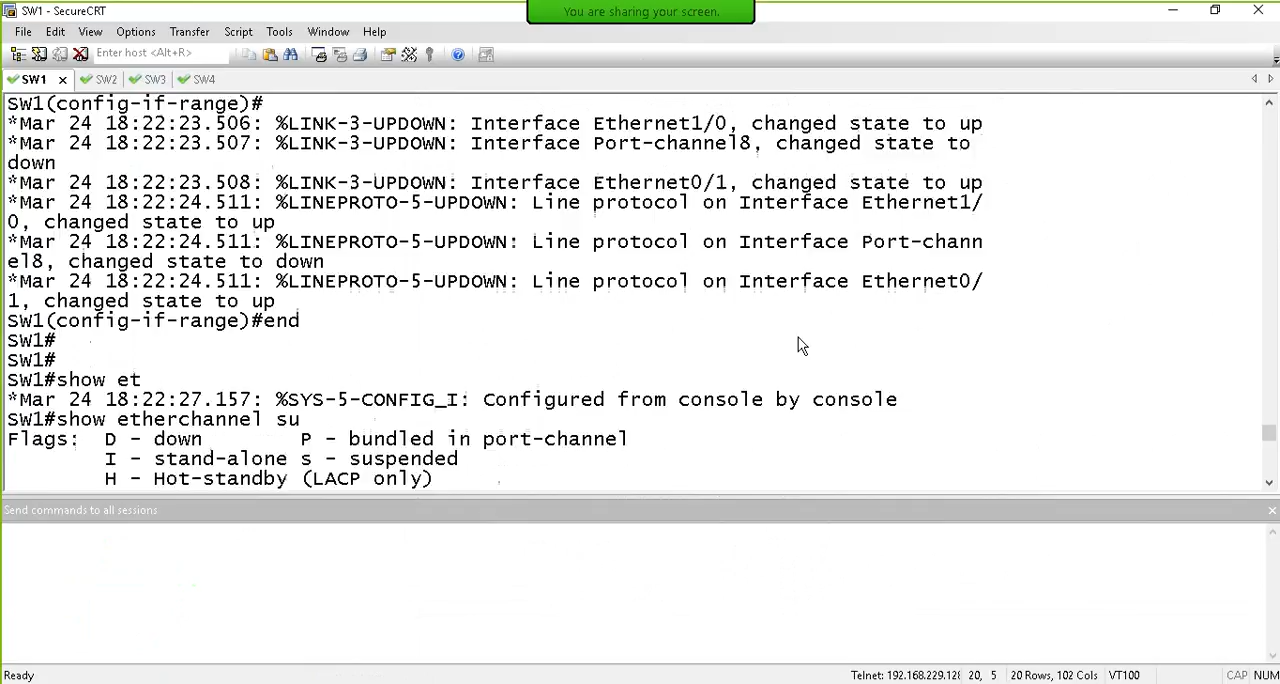 SW1 - SecureCRT
You are sharing your screen.
File Edit View Options Transfer Script Tools Window Help
Enter host <Alt+R>
SW1 SW2 SW3 SW4
SW1(config-if-range)#
*Mar 24 18:22:23.506: %LINK-3-UPDOWN: Interface Ethernet1/0, changed state to up
*Mar 24 18:22:23.507: %LINK-3-UPDOWN: Interface Port-channel8, changed state to
down
*Mar 24 18:22:23.508: %LINK-3-UPDOWN: Interface Ethernet0/1, changed state to up
*Mar 24 18:22:24.511: %LINEPROTO-5-UPDOWN: Line protocol on Interface Ethernet1/
0, changed state to up
*Mar 24 18:22:24.511: %LINEPROTO-5-UPDOWN: Line protocol on Interface Port-chann
el8, changed state to down
*Mar 24 18:22:24.511: %LINEPROTO-5-UPDOWN: Line protocol on Interface Ethernet0/
1, changed state to up
SW1(config-if-range)#end
SW1#
SW1#
SW1#show et
*Mar 24 18:22:27.157: %SYS-5-CONFIG_I: Configured from console by console
SW1#show etherchannel su
Flags: D - down P - bundled in port-channel
I - stand-alone s - suspended
H - Hot-standby (LACP only)
Send commands to all sessions
Ready Telnet: 192.168.229.12 20, 5 20 Rows, 102 Cols VT100 CAP NUM